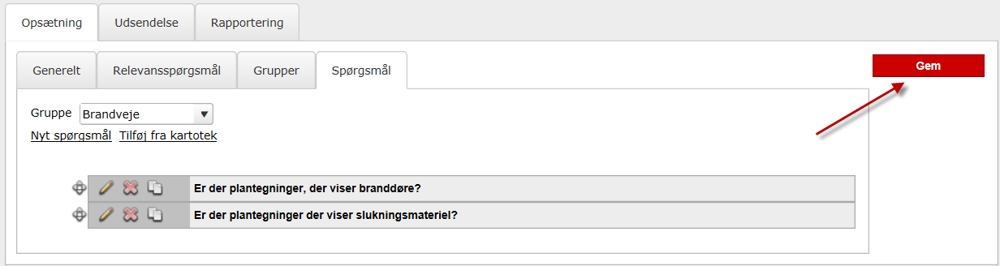 Opsætning Udsendelse Rapportering
Generelt Relevansspørgsmål Grupper Spørgsmål
Gem
Gruppe Brandveje
Nyt spørgsmål Tilføj fra kartotek
Er der plantegninger, der viser branddøre?
Er der plantegninger der viser slukningsmateriel?